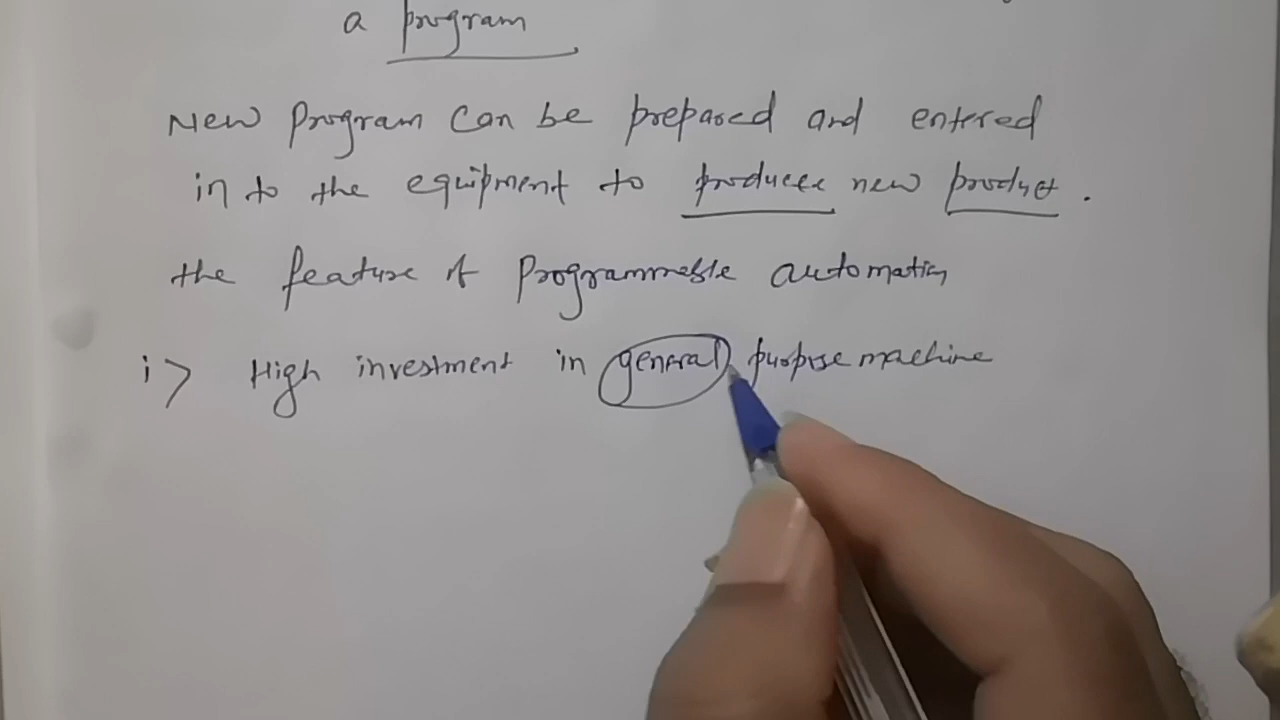 a program
New program can be prepared and entered
in to the equipment to produce new product.
the feature of programmable automation
i> High investment in general purpose machine